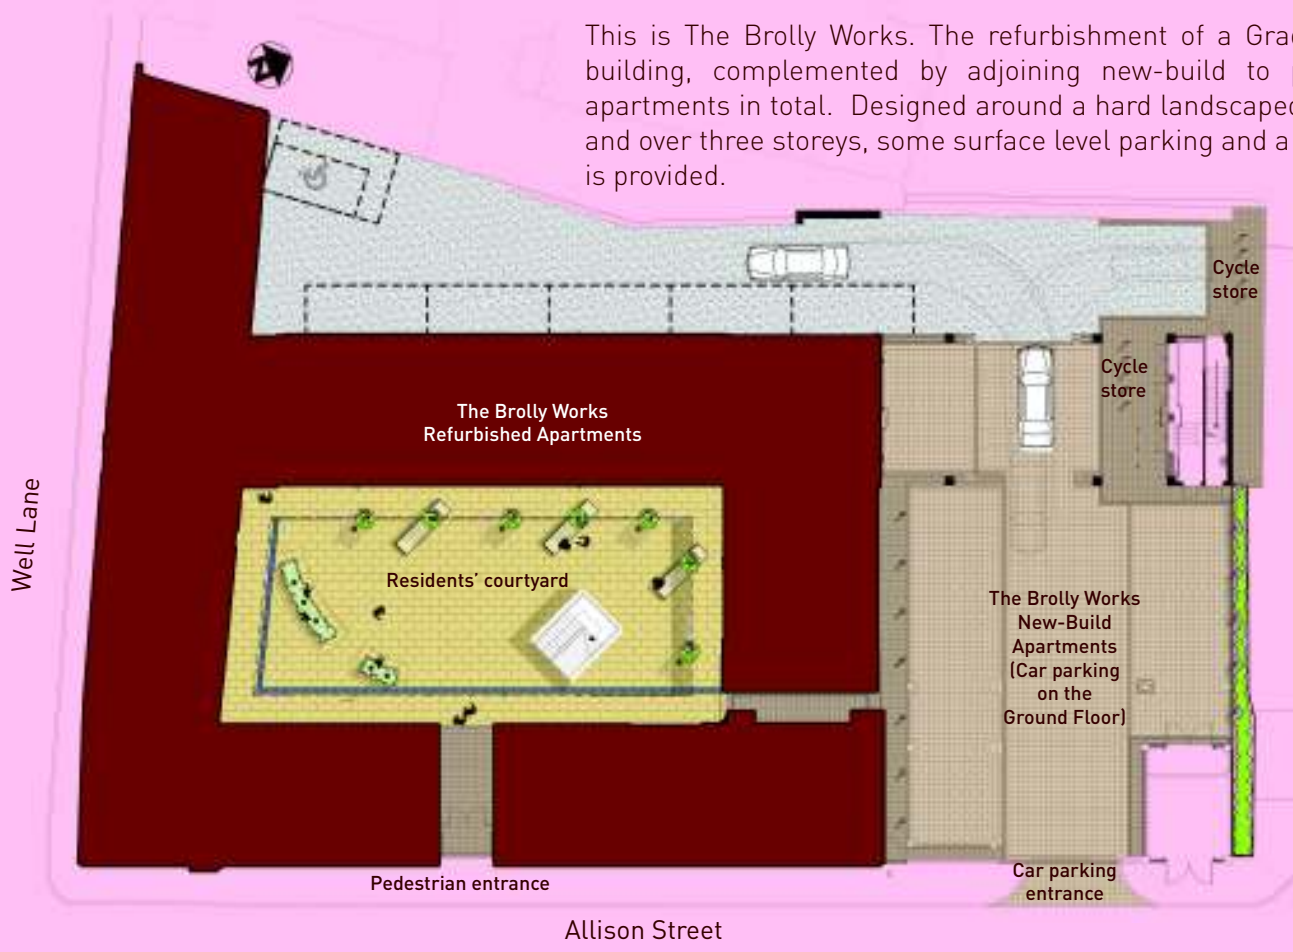 This is The Brolly Works. The refurbishment of a
building, complemented by adjoining new-build to
apartments in total. Designed around a hard landscaped
and over three storeys, some surface level parking and a
is provided.
N
Cycle
store
Cycle
store
The Brolly Works
Refurbished Apartments
Well Lane
Residents’ courtyard
The Brolly Works
New-Build
Apartments
(Car parking
on the
Ground Floor)
Pedestrian entrance
Car parking
entrance
Allison Street